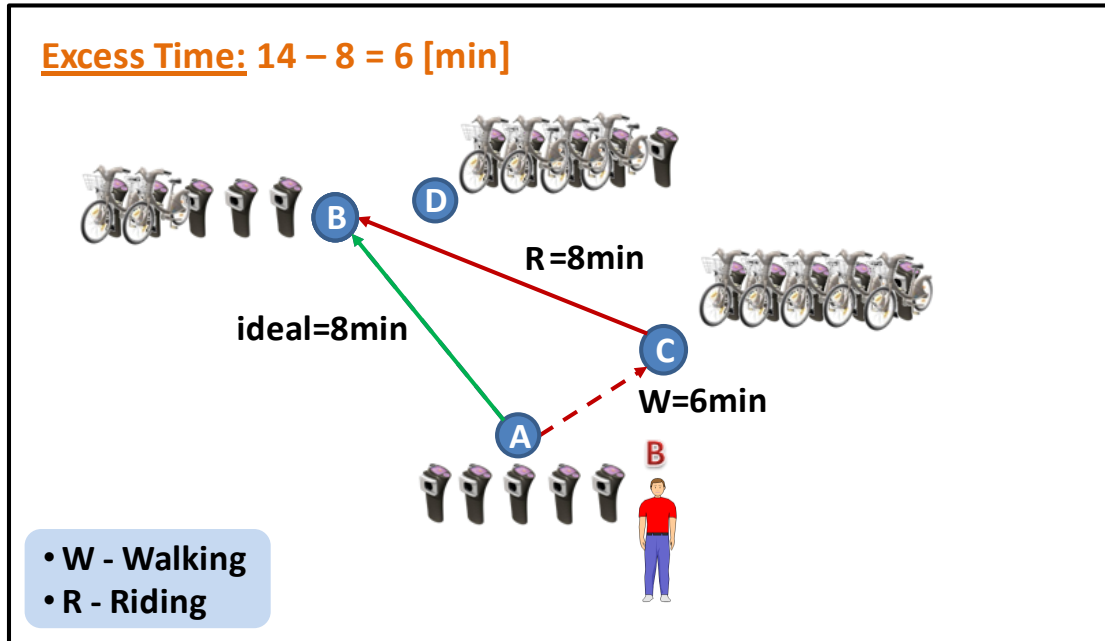 Excess Time: 14 – 8 = 6 [min]
D
B
R=8min
ideal=8min
C
W=6min
A
B
• W - Walking
• R - Riding